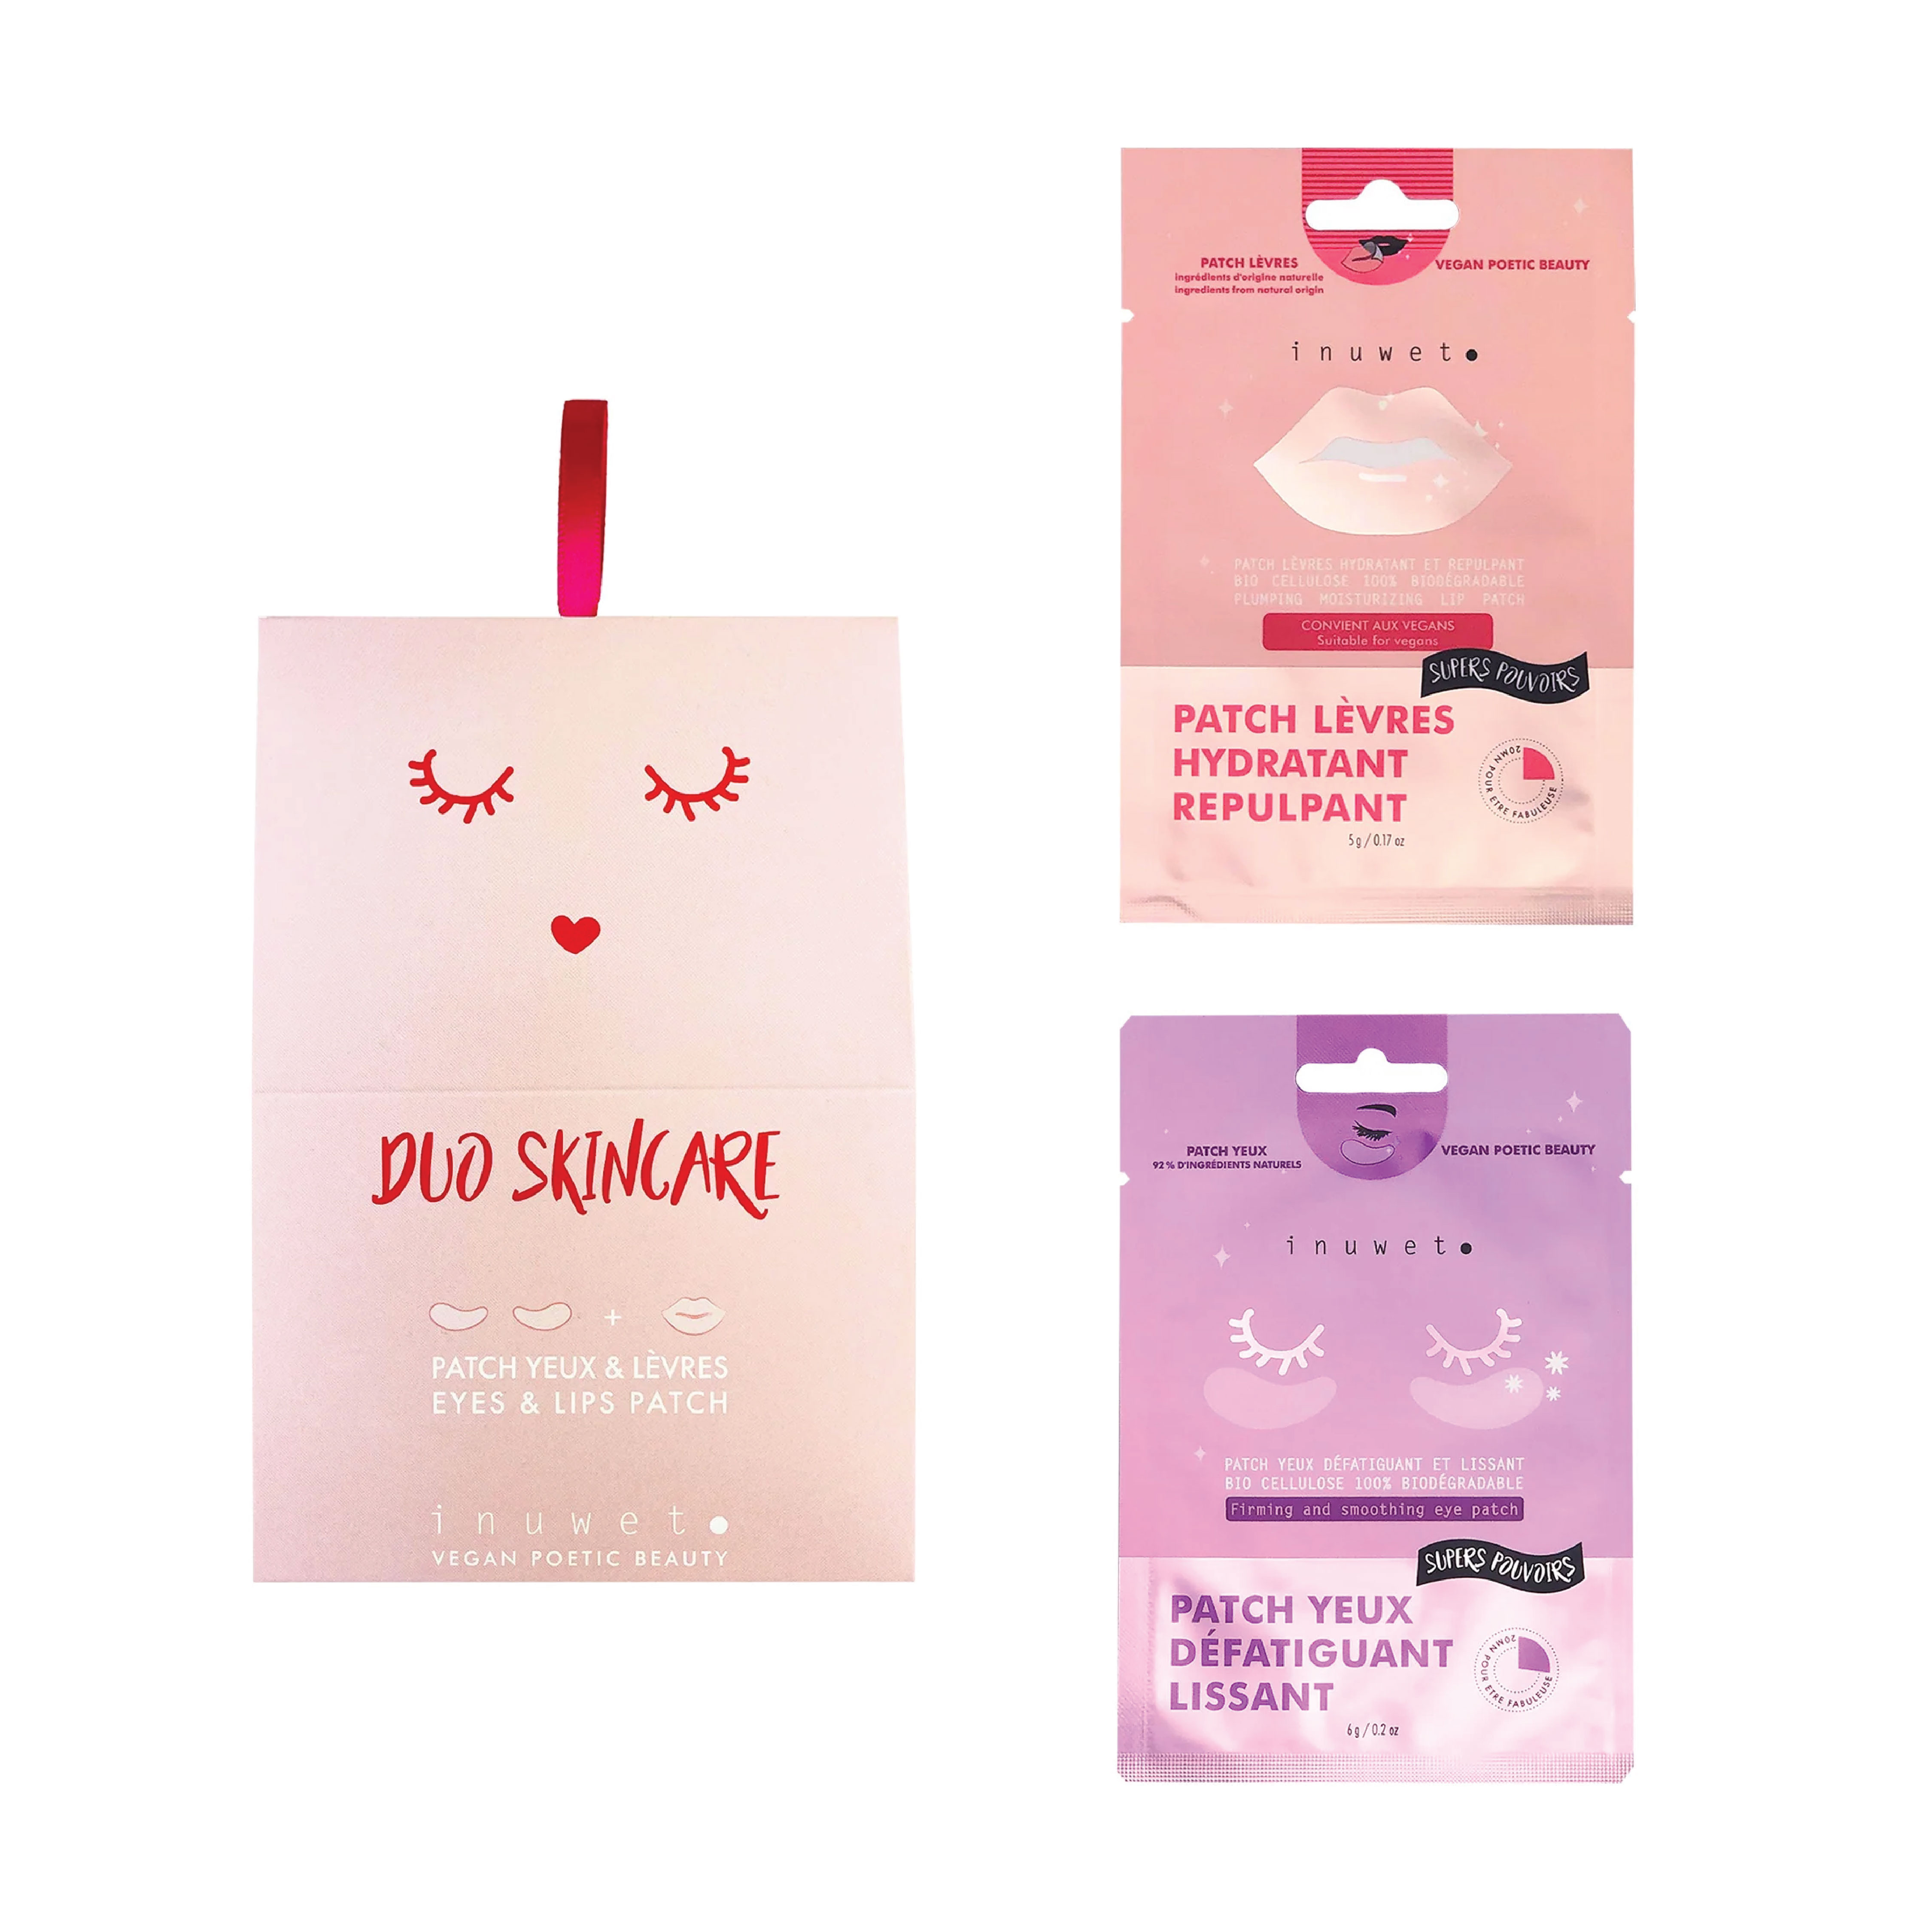 DUO SKINCARE
+
PATCH YEUX & LÈVRES
EYES & LIPS PATCH
inuwet.
VEGAN POETIC BEAUTY
PATCH LÈVRES
ingrédients d'origine naturelle
ingredients from natural origin
VEGAN POETIC BEAUTY
inuwet.
PATCH LÈVRES HYDRATANT ET REPULPANT
BIO CELLULOSE 100% BIODÉGRADABLE
PLUMPING MOISTURIZING LIP PATCH
CONVIENT AUX VEGANS
Suitable for vegans
SUPERS POUVOIRS
PATCH LÈVRES
HYDRATANT
REPULPANT
20MN POUR ETRE FABULEUSE
5 g / 0.17 oz
PATCH YEUX
92 % D'INGRÉDIENTS NATURELS
VEGAN POETIC BEAUTY
inuwet.
PATCH YEUX DÉFATIGUANT ET LISSANT
BIO CELLULOSE 100% BIODÉGRADABLE
Firming and smoothing eye patch
SUPERS POUVOIRS
PATCH YEUX
DÉFATIGUANT
LISSANT
20MN POUR ETRE FABULEUSE
6 g / 0.2 oz